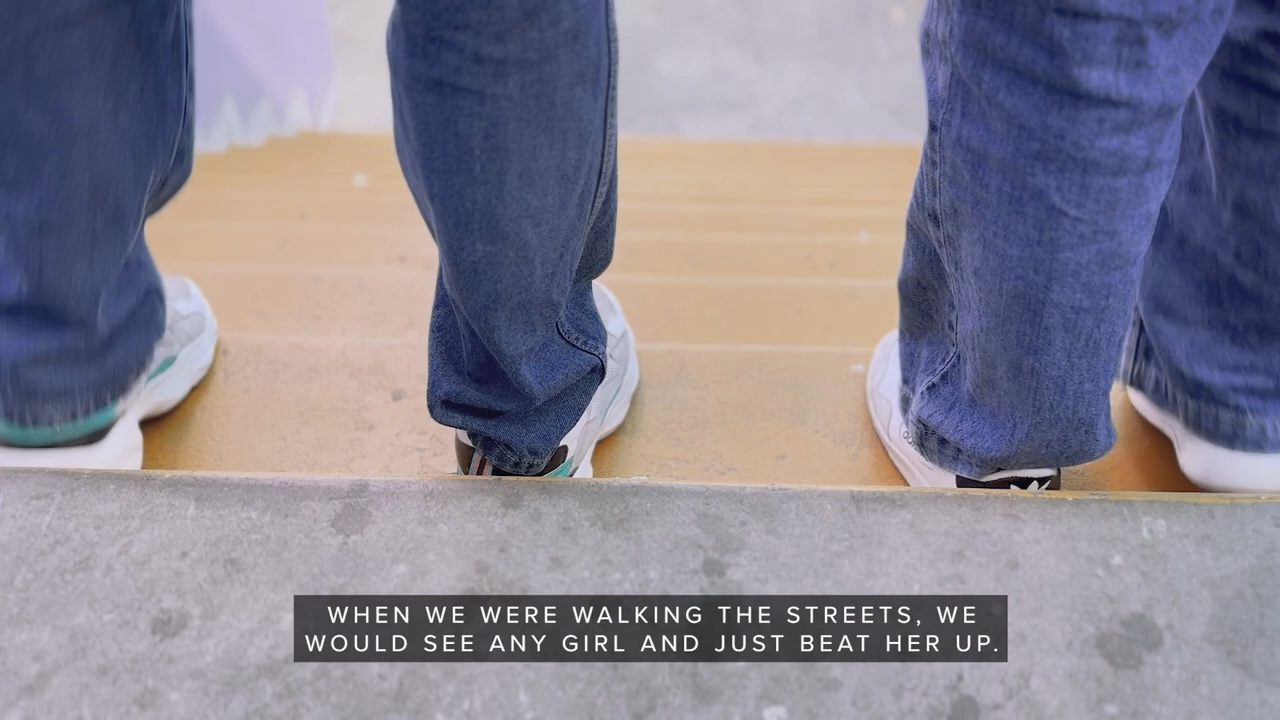 WHEN WE WERE WALKING THE STREETS, WE
WOULD SEE ANY GIRL AND JUST BEAT HER UP.